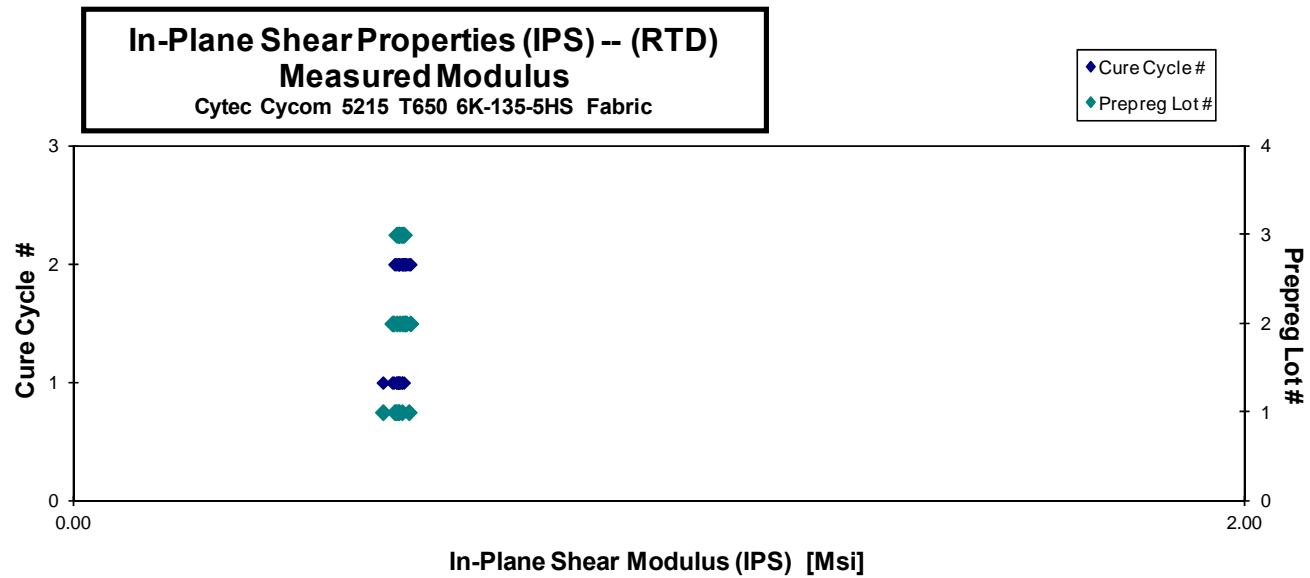 In-Plane Shear Properties (IPS) -- (RTD)
Measured Modulus
Cytec Cycom 5215 T650 6K-135-5HS Fabric
Cure Cycle #
Prepreg Lot #
3
2
1
0
Cure Cycle #
4
3
2
1
0
Prepreg Lot #
0.00
2.00
In-Plane Shear Modulus (IPS) [Msi]